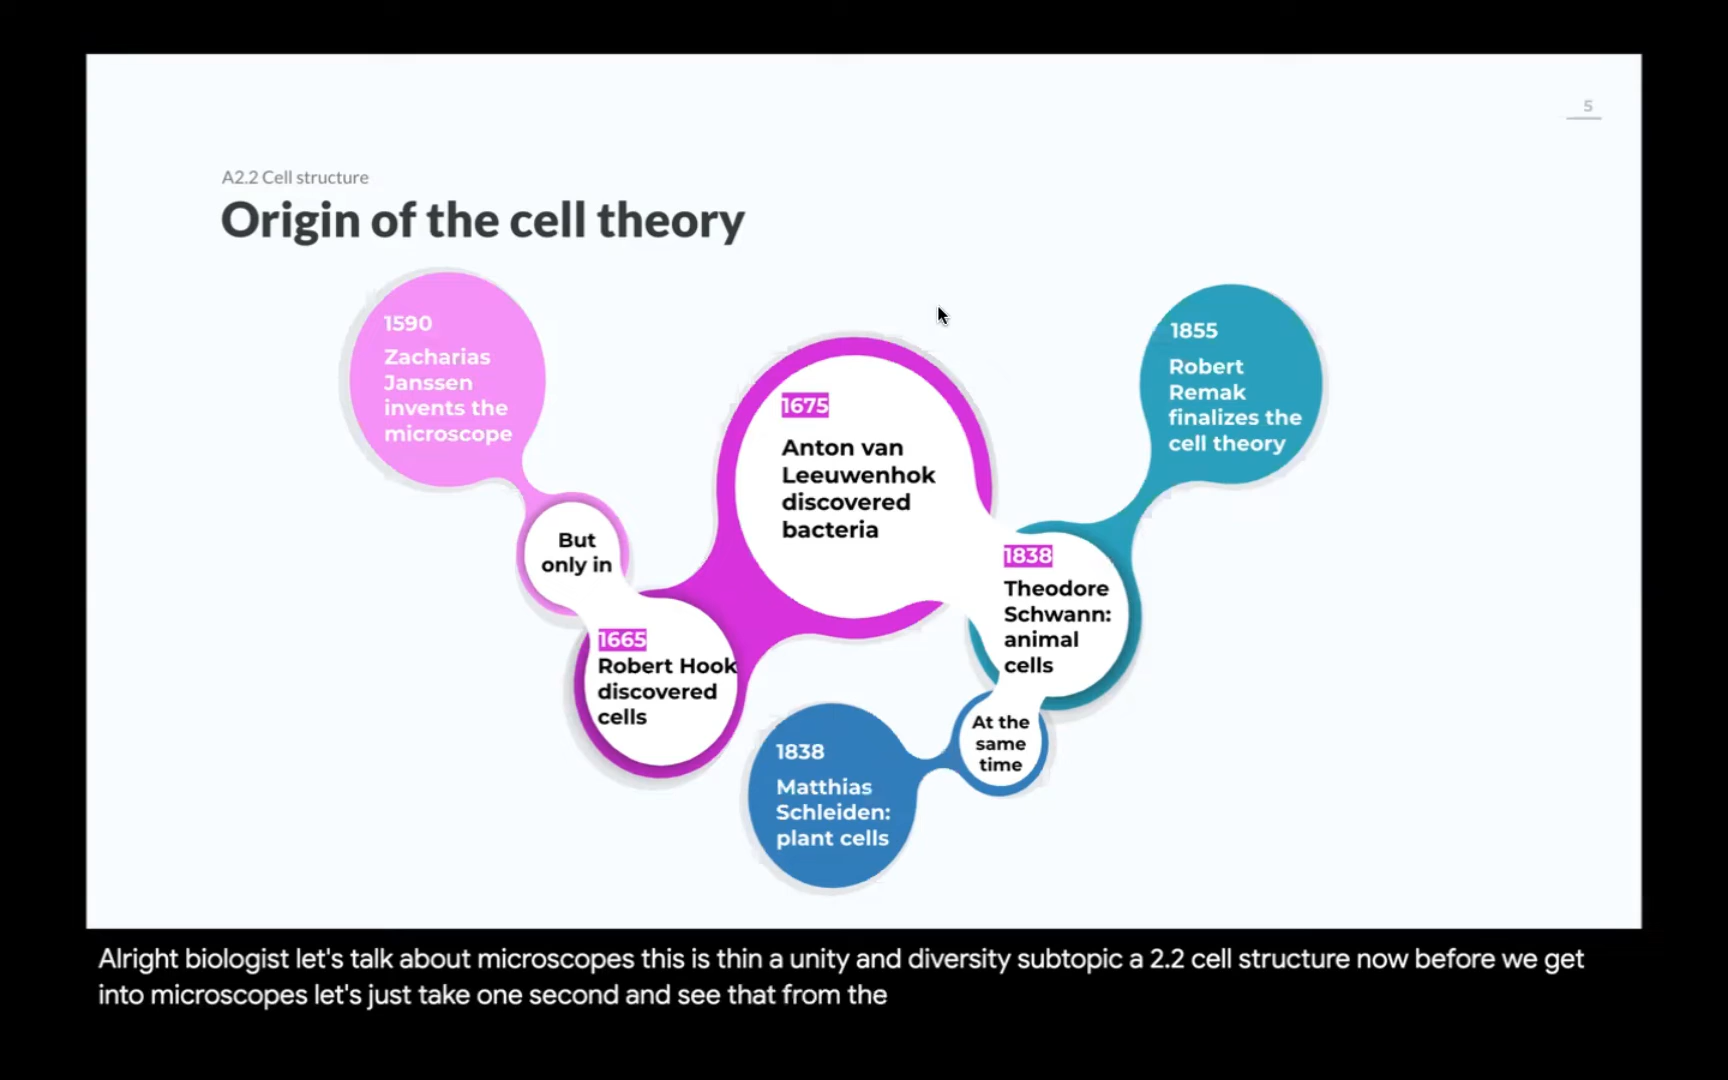 5
A2.2 Cell structure
Origin of the cell theory
1590
Zacharias
Janssen
invents the
microscope
But
only in
1665
Robert Hook
discovered
cells
1675
Anton van
Leeuwenhok
discovered
bacteria
1838
Theodore
Schwann:
animal
cells
At the
same
time
1838
Matthias
Schleiden:
plant cells
1855
Robert
Remak
finalizes the
cell theory
Alright biologist let's talk about microscopes this is thin a unity and diversity subtopic a 2.2 cell structure now before we get
into microscopes let's just take one second and see that from the